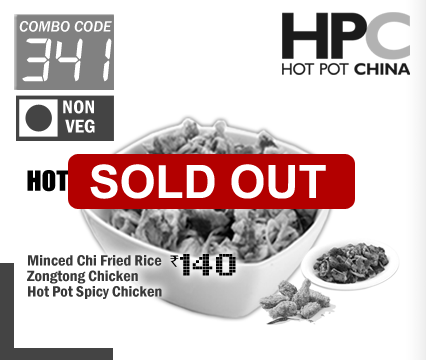 COMBO CODE
341
HPC
HOT POT CHINA
NON
VEG
HOT
SOLD OUT
Minced Chi Fried Rice ₹140
Zongtong Chicken
Hot Pot Spicy Chicken